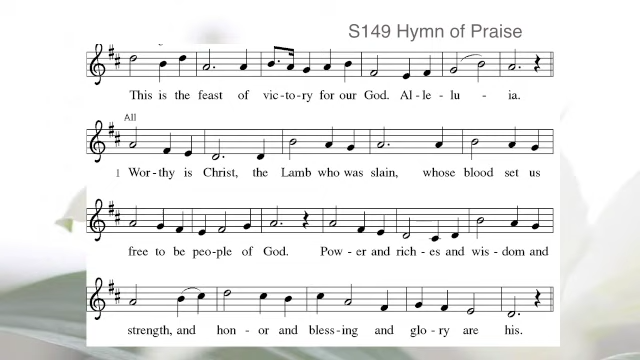 S149 Hymn of Praise
This is the feast of vic-to-ry for our God. Al-le-lu - ia.
All
1 Wor-thy is Christ, the Lamb who was slain, whose blood set us
free to be peo-ple of God. Pow-er and rich-es and wis-dom and
strength, and hon-or and bless-ing and glo-ry are his.